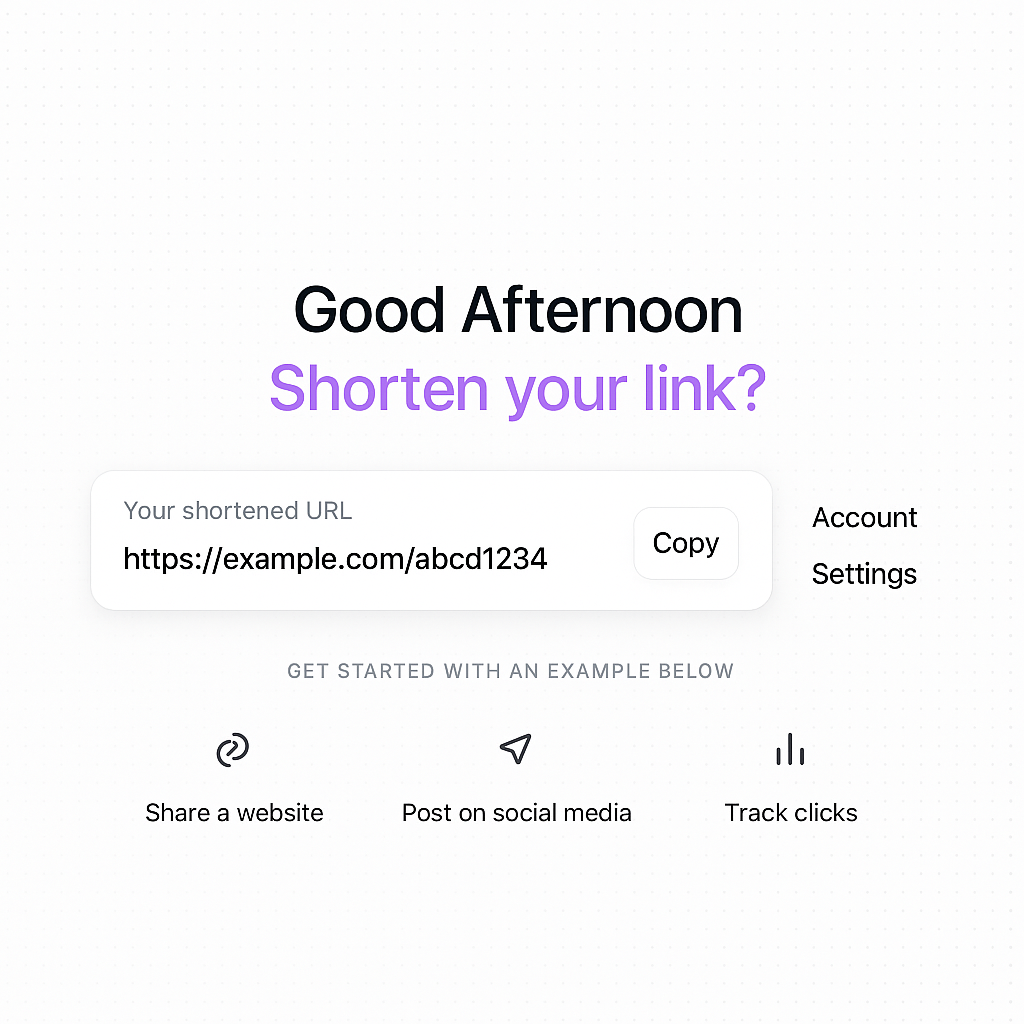 Good Afternoon
Shorten your link?
Your shortened URL
https://example.com/abcd1234
Copy
Account
Settings
GET STARTED WITH AN EXAMPLE BELOW
Share a website
Post on social media
Track clicks